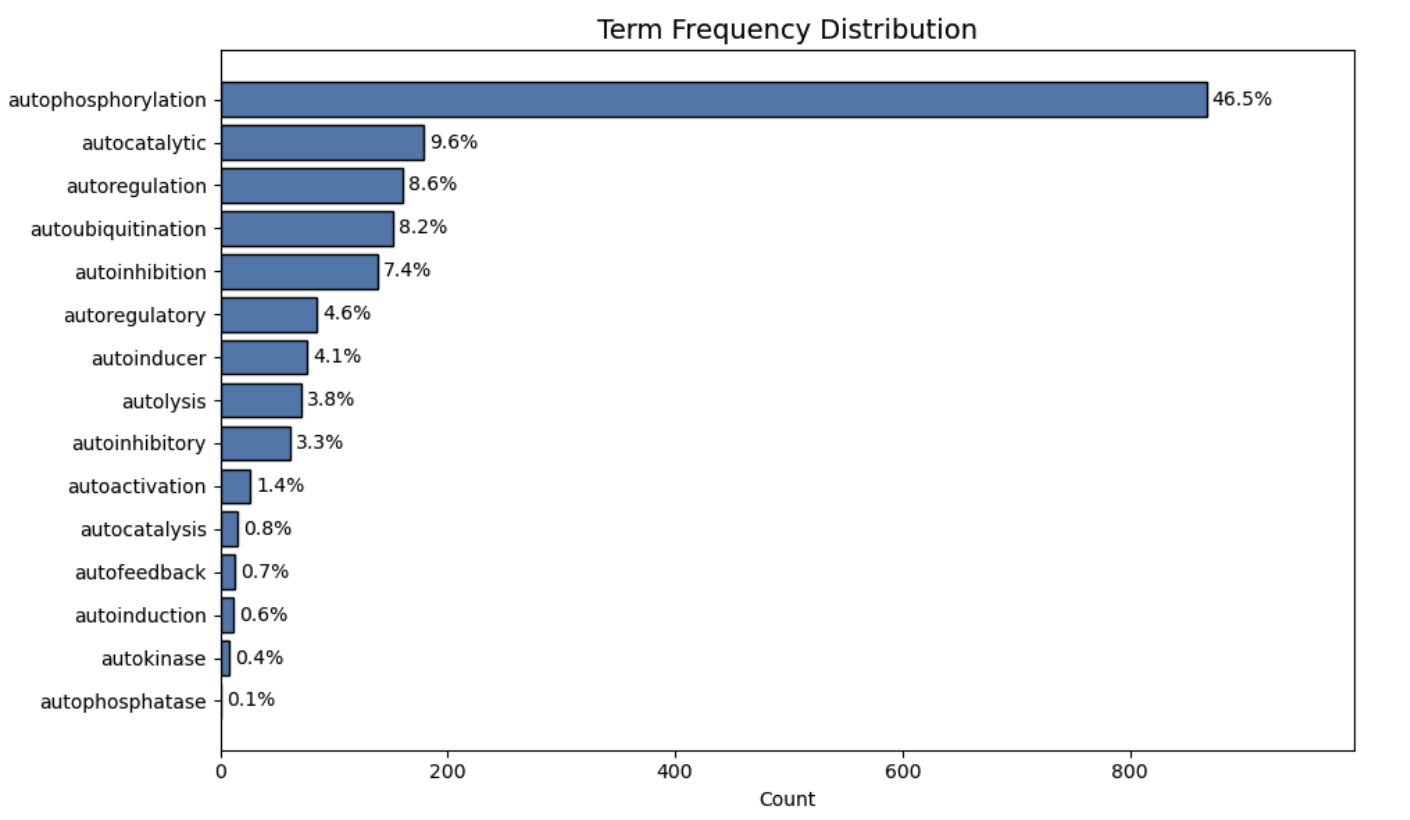 Term Frequency Distribution
autophosphorylation 46.5%
autocatalytic 9.6%
autoregulation 8.6%
autoubiquitination 8.2%
autoinhibition 7.4%
autoregulatory 4.6%
autoinducer 4.1%
autolysis 3.8%
autoinhibitory 3.3%
autoactivation 1.4%
autocatalysis 0.8%
autofeedback 0.7%
autoinduction 0.6%
autokinase 0.4%
autophosphatase 0.1%
0 200 400 600 800
Count